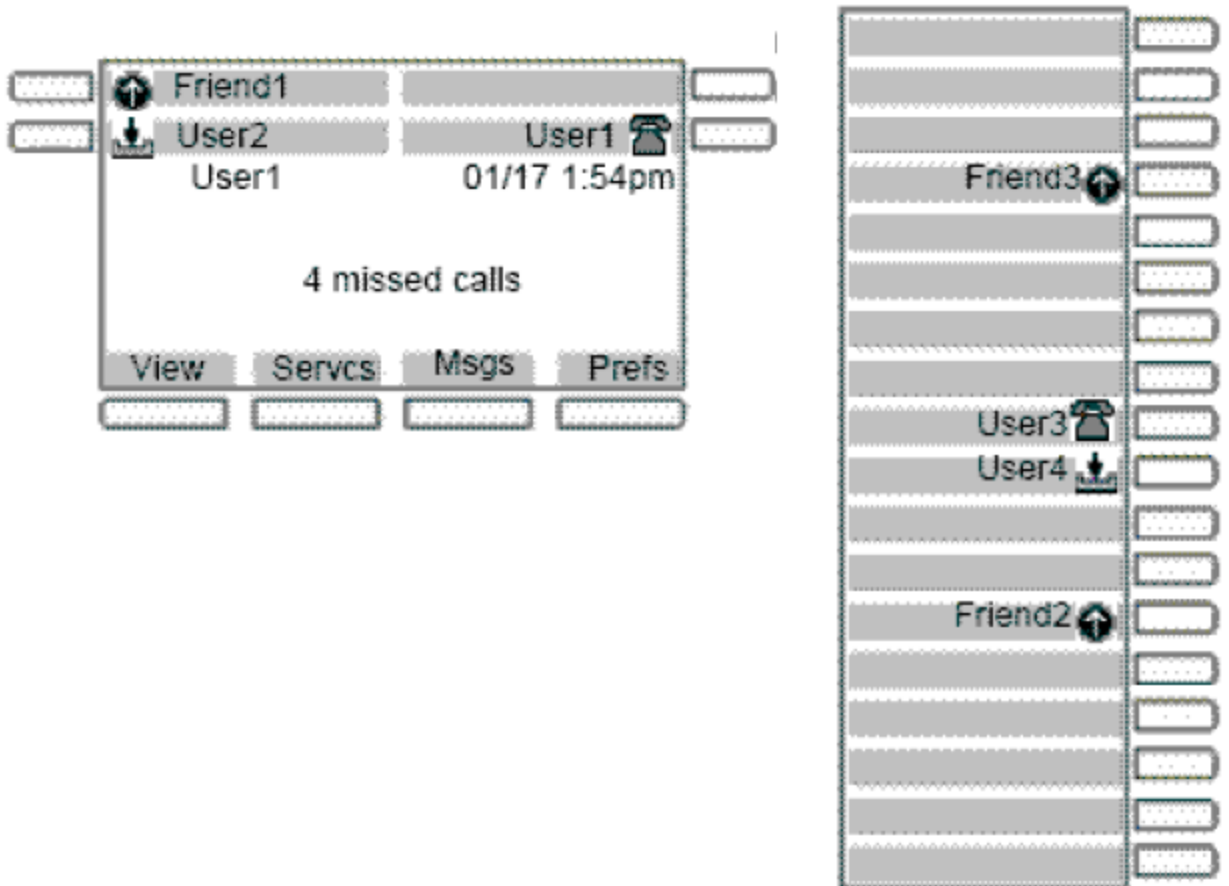 Friend1
User2 User1
User1 01/17 1:54pm
4 missed calls
View Servcs Msgs Prefs
Friend3
User3
User4
Friend2